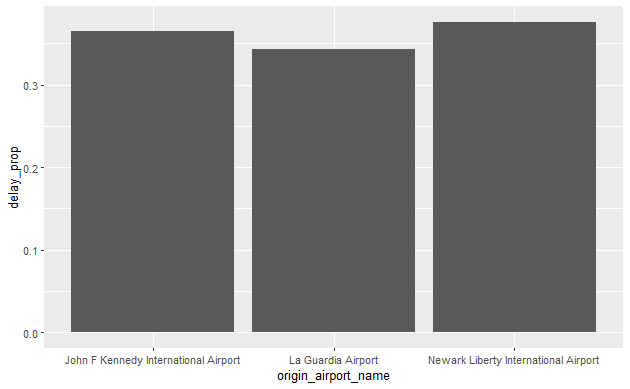 delay_prop
0.3
0.2
0.1
0.0
John F Kennedy International Airport La Guardia Airport Newark Liberty International Airport
origin_airport_name